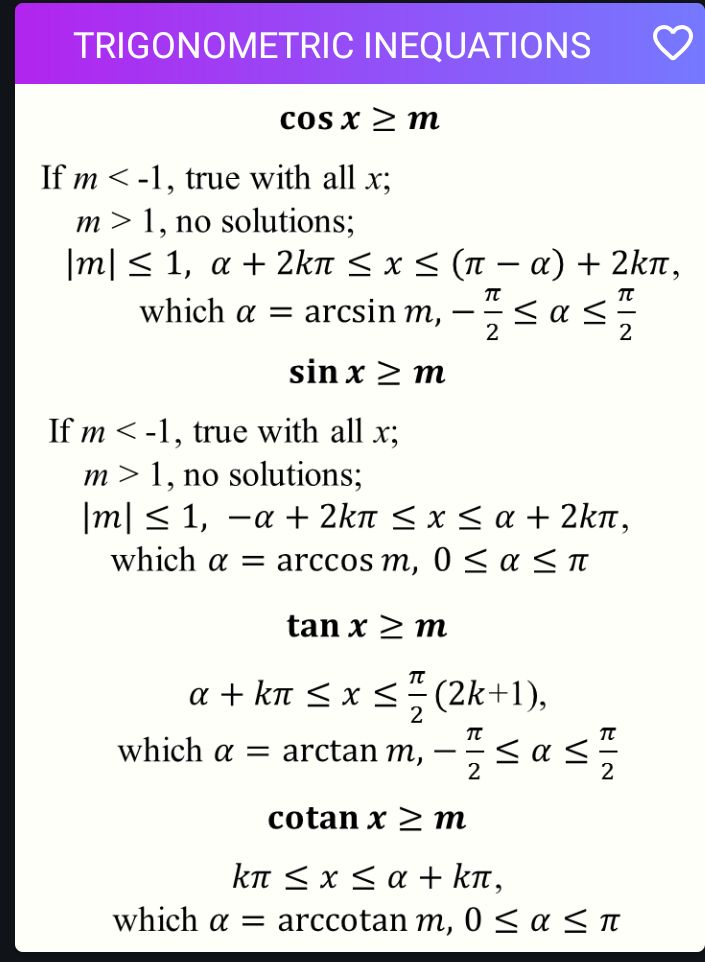 TRIGONOMETRIC INEQUATIONS
cos x ≥ m
If m < -1, true with all x;
m > 1, no solutions;
|m| ≤ 1, α + 2kπ ≤ x ≤ (π − α) + 2kπ,
which α = arcsin m, −π/2 ≤ α ≤ π/2
sin x ≥ m
If m < -1, true with all x;
m > 1, no solutions;
|m| ≤ 1, −α + 2kπ ≤ x ≤ α + 2kπ,
which α = arccos m, 0 ≤ α ≤ π
tan x ≥ m
α + kπ ≤ x ≤ π/2 (2k+1),
which α = arctan m, −π/2 ≤ α ≤ π/2
cotan x ≥ m
kπ ≤ x ≤ α + kπ,
which α = arccotan m, 0 ≤ α ≤ π